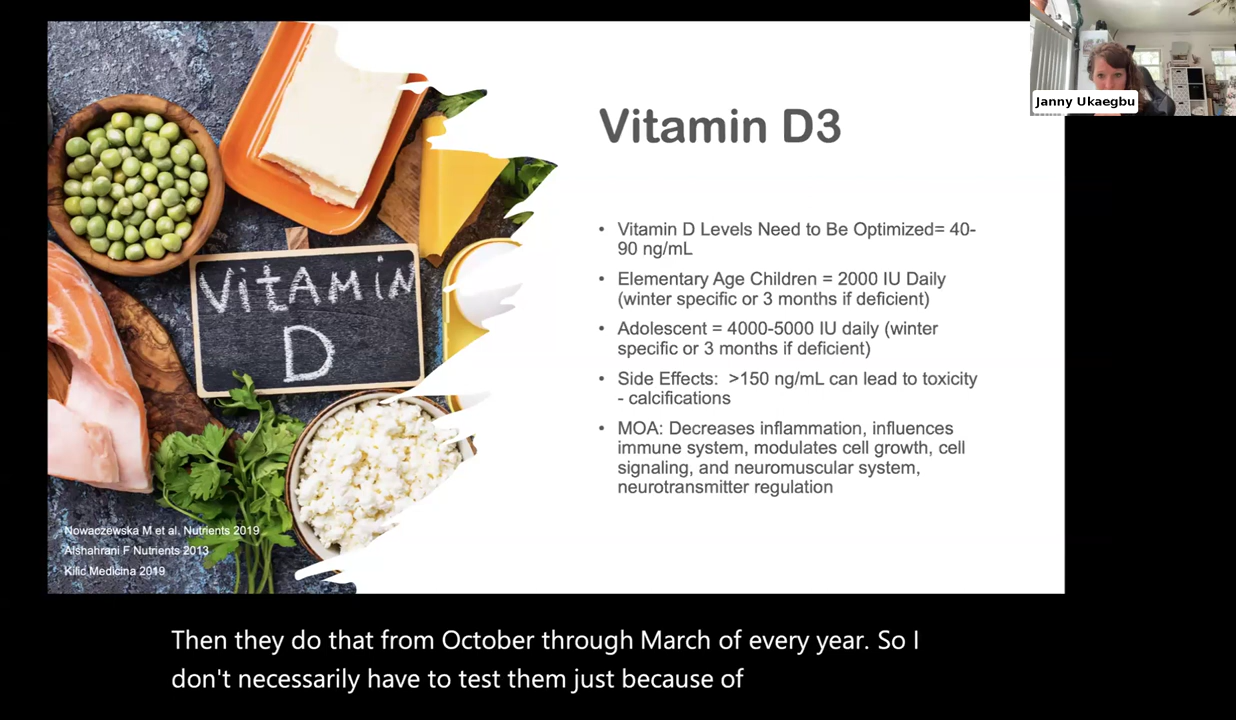 Janny Ukaegbu
Vitamin D3
VitAMiN
D
• Vitamin D Levels Need to Be Optimized= 40-
90 ng/mL
• Elementary Age Children = 2000 IU Daily
(winter specific or 3 months if deficient)
• Adolescent = 4000-5000 IU daily (winter
specific or 3 months if deficient)
• Side Effects:  >150 ng/mL can lead to toxicity
- calcifications
• MOA: Decreases inflammation, influences
immune system, modulates cell growth, cell
signaling, and neuromuscular system,
neurotransmitter regulation
Nowaczewska M et al. Nutrients 2019
Alshahrani F Nutrients 2013
Kilic Medicina 2019
Then they do that from October through March of every year. So I
don't necessarily have to test them just because of